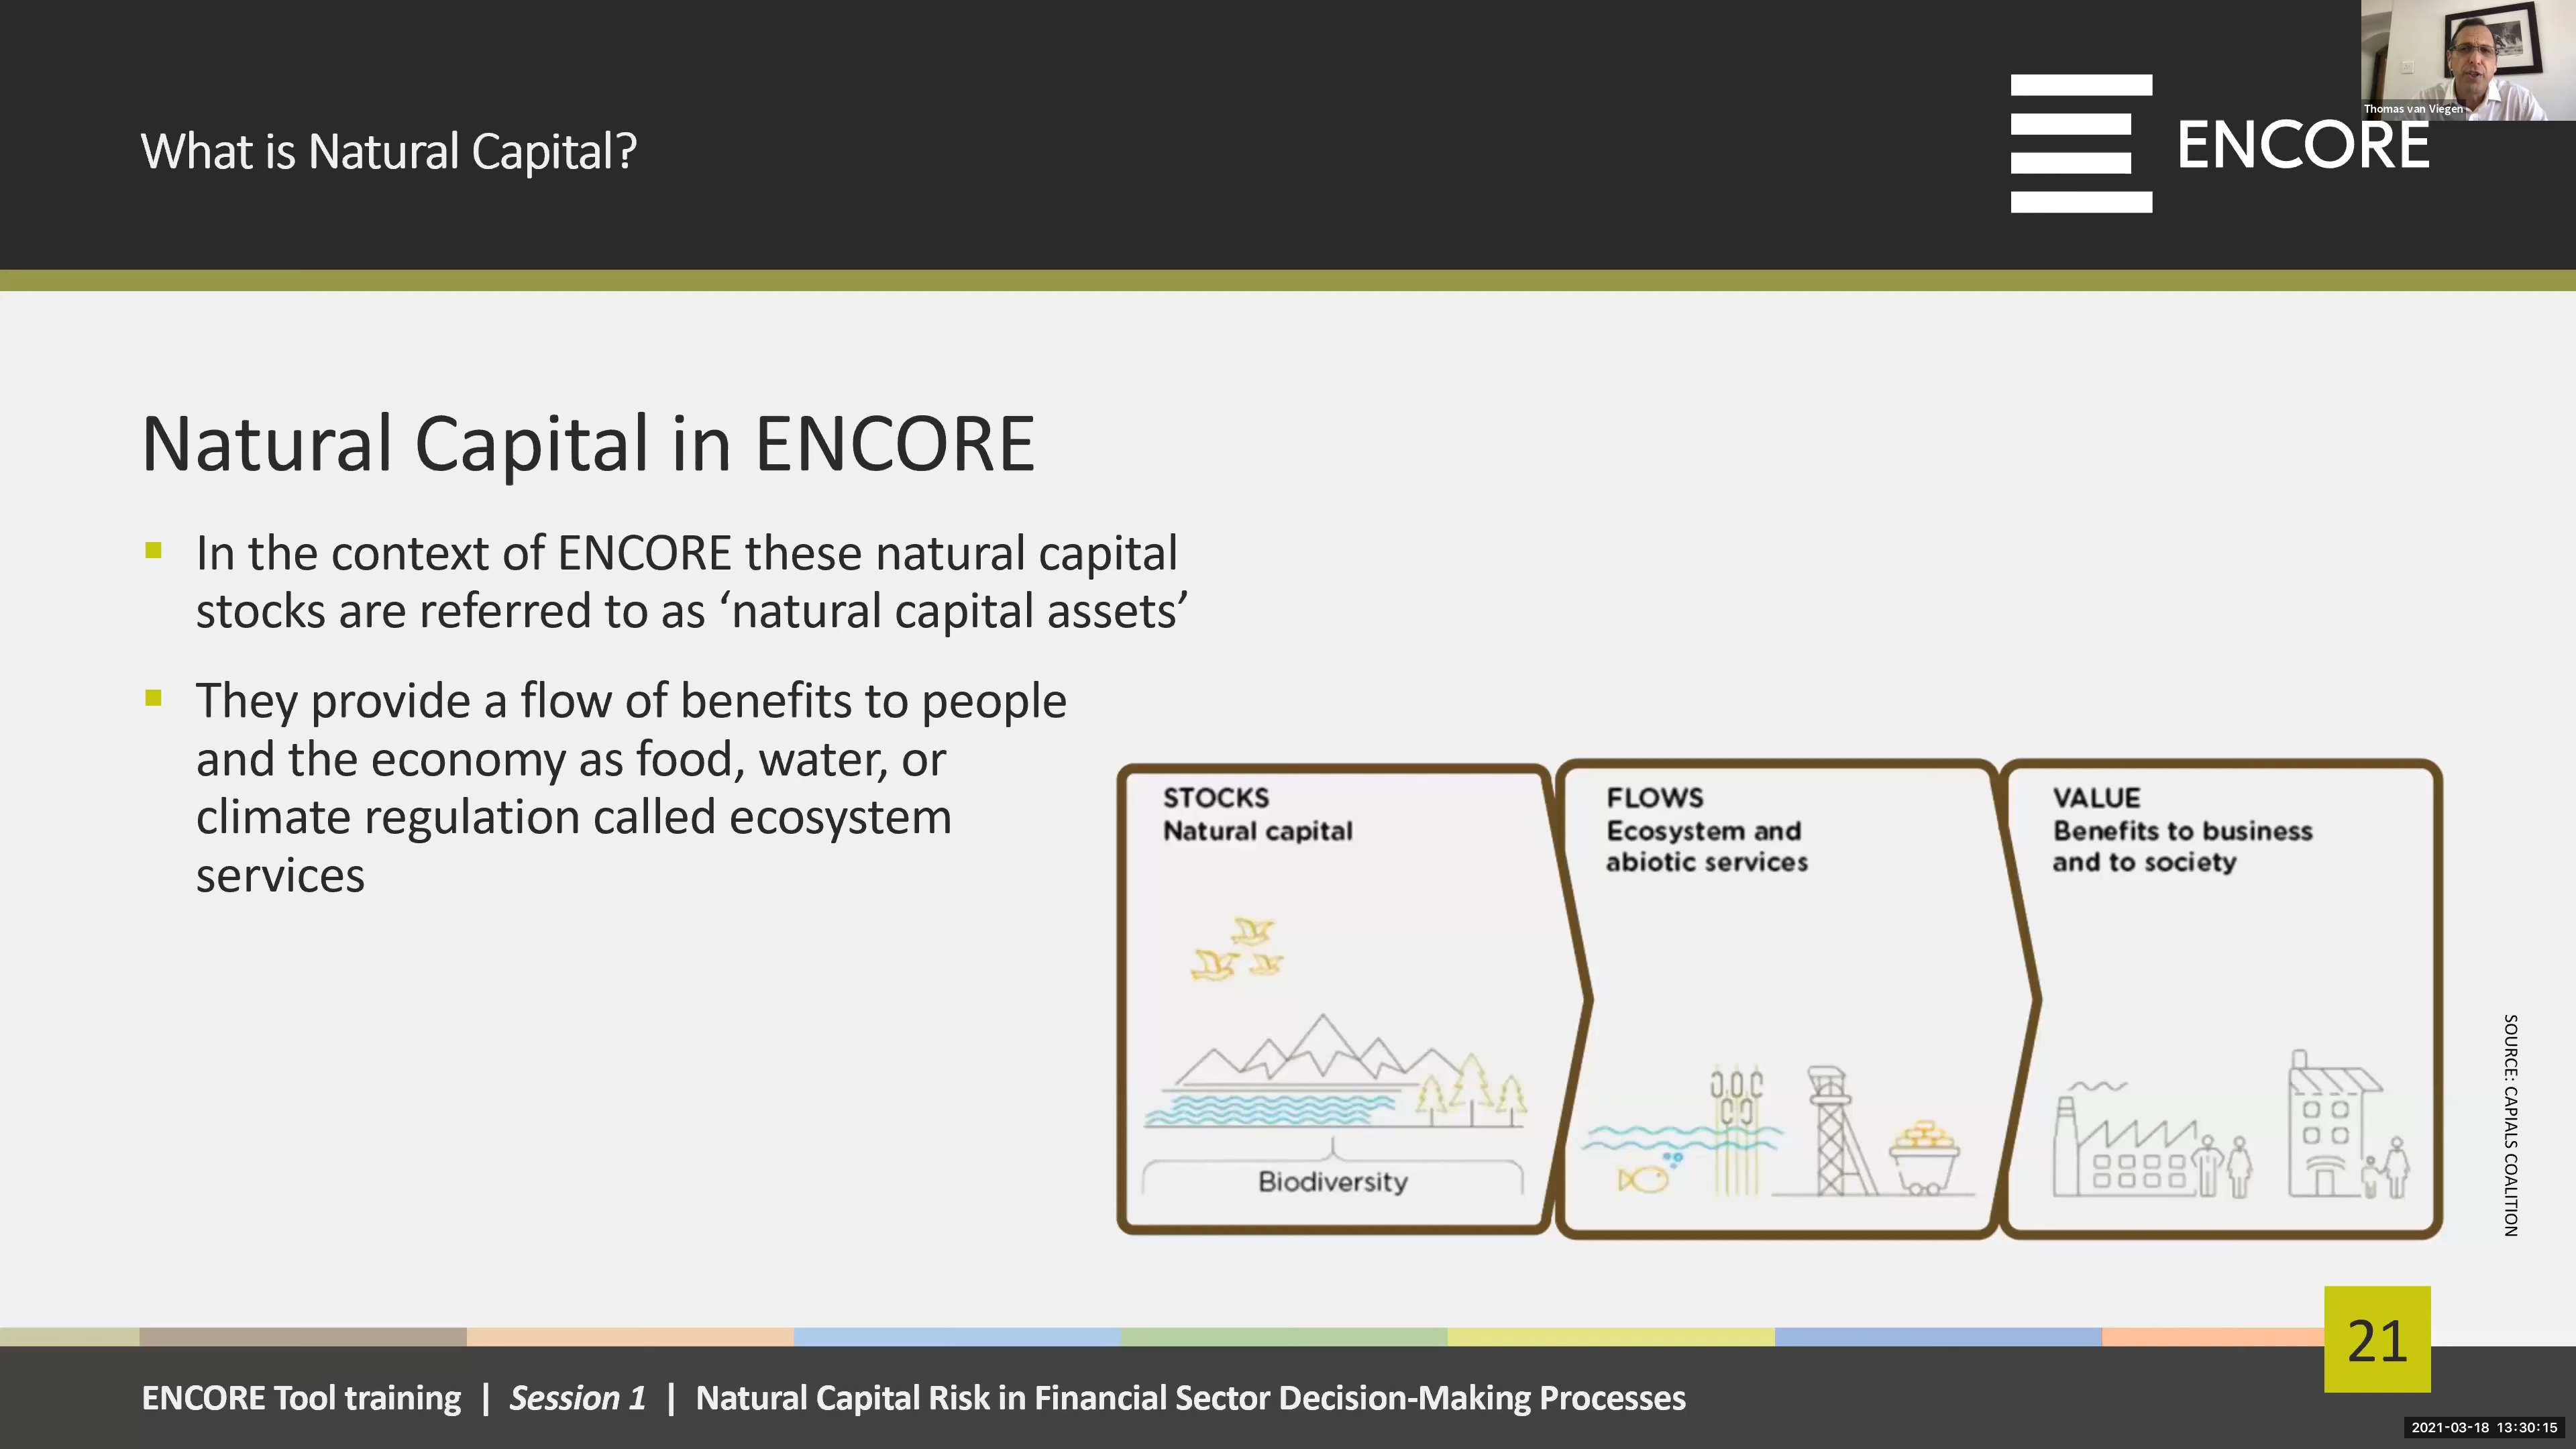 Thomas van Viegen
What is Natural Capital?
ENCORE
Natural Capital in ENCORE
In the context of ENCORE these natural capital
stocks are referred to as ‘natural capital assets’
They provide a flow of benefits to people
and the economy as food, water, or
climate regulation called ecosystem
services
STOCKS
Natural capital
Biodiversity
FLOWS
Ecosystem and
abiotic services
VALUE
Benefits to business
and to society
SOURCE: CAPIALS COALITION
21
ENCORE Tool training | Session 1 | Natural Capital Risk in Financial Sector Decision-Making Processes
2021-03-18 13:30:15